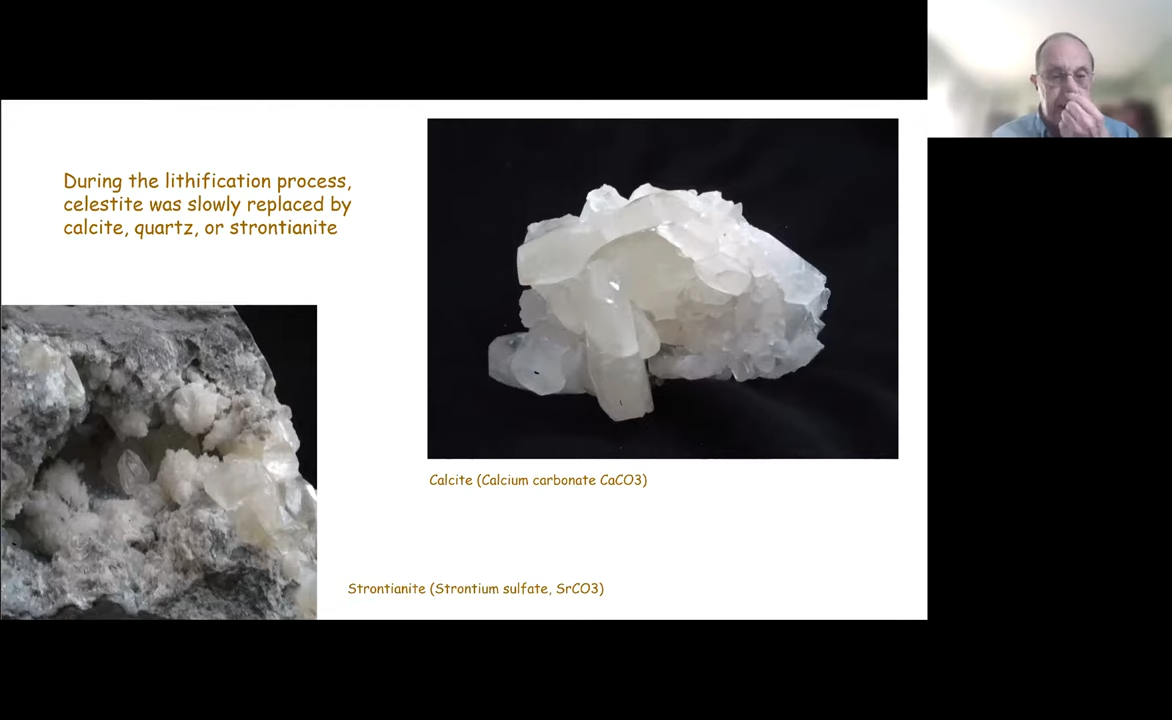 During the lithification process,
celestite was slowly replaced by
calcite, quartz, or strontianite
Calcite (Calcium carbonate CaCO3)
Strontianite (Strontium sulfate, SrCO3)